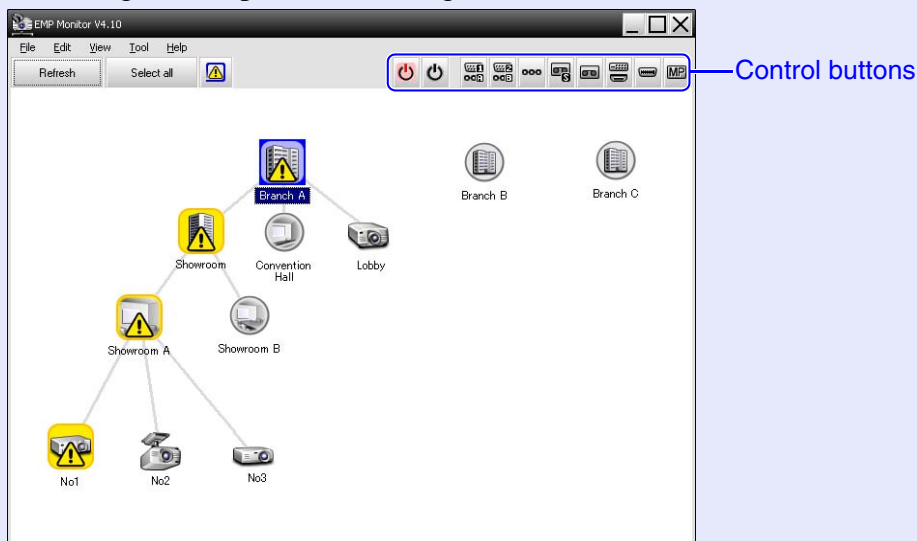 EMP Monitor V4.10
File Edit View Tool Help
Refresh Select all
MP
Control buttons
Branch A
Branch B
Branch C
Showroom
Convention
Hall
Lobby
Showroom A
Showroom B
No1
No2
No3